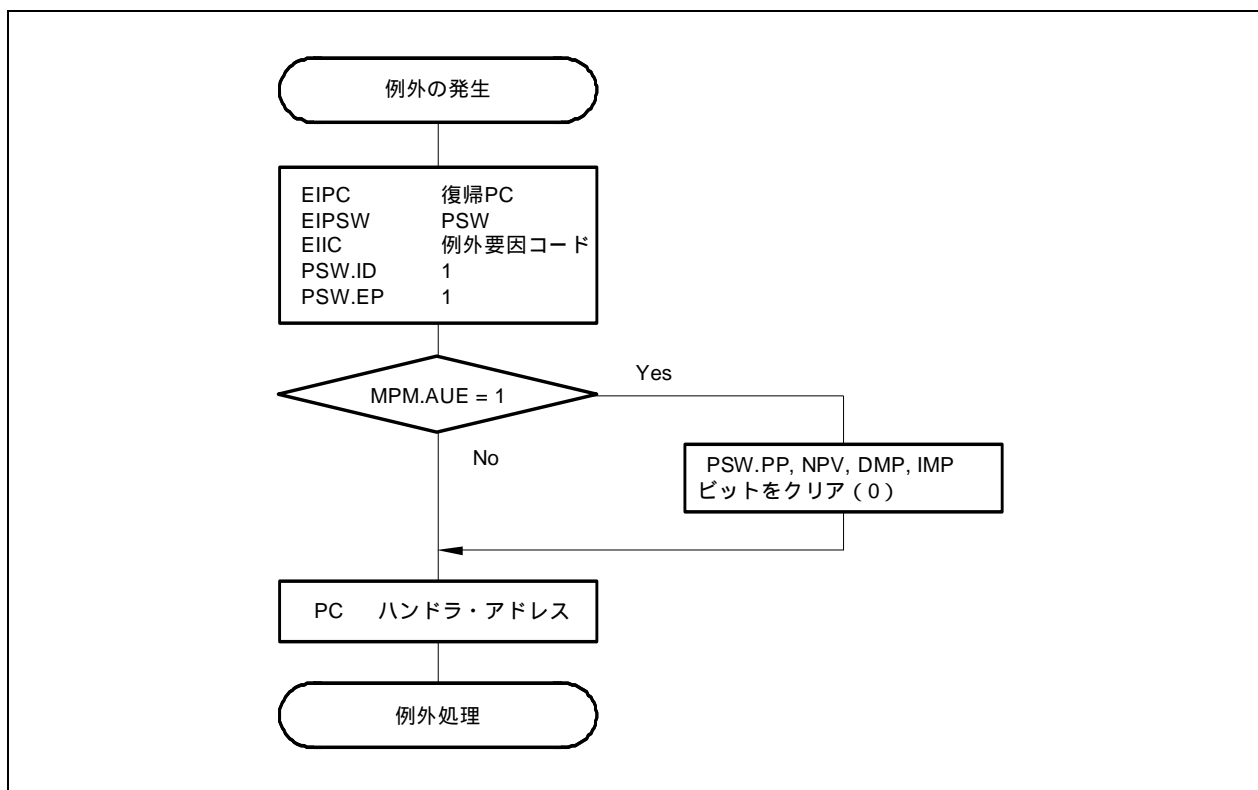 例外の発生
EIPC 復帰PC
EIPSW PSW
EIIC 例外要因コード
PSW.ID 1
PSW.EP 1
MPM.AUE = 1
Yes
No
PSW.PP, NPV, DMP, IMP
ビットをクリア（0）
PC ハンドラ・アドレス
例外処理